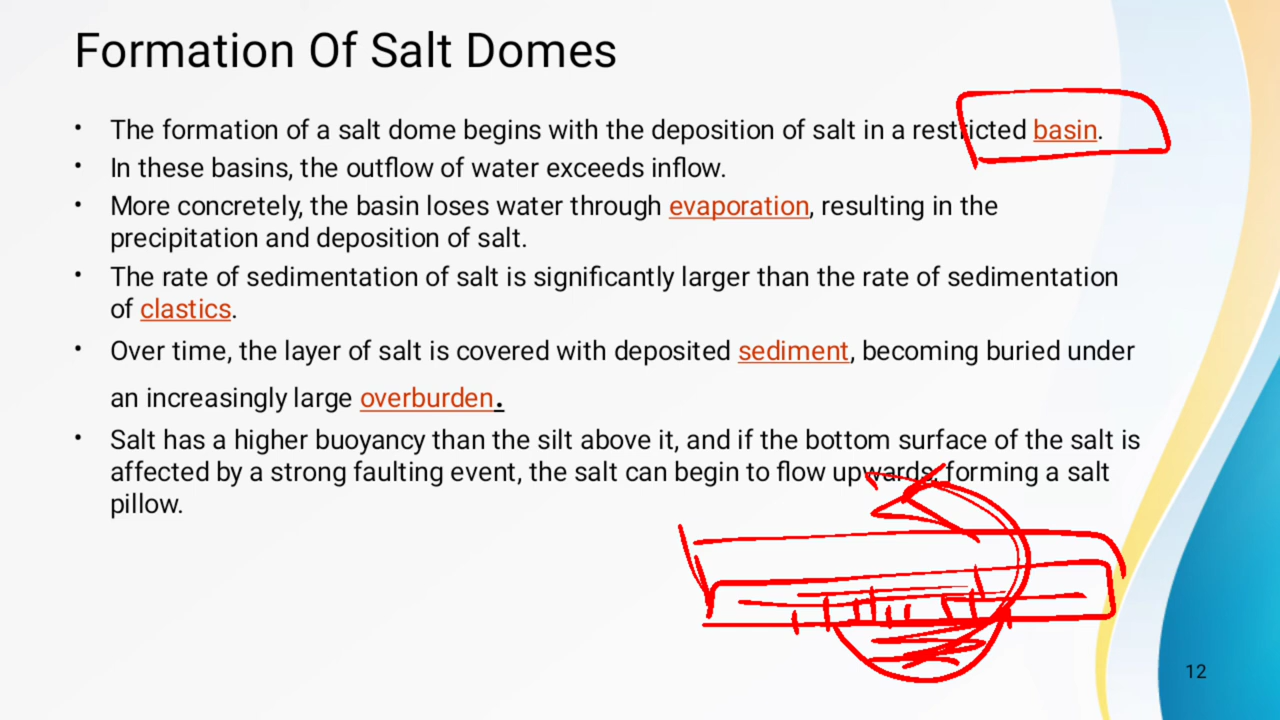 Formation Of Salt Domes
• The formation of a salt dome begins with the deposition of salt in a restricted basin.
• In these basins, the outflow of water exceeds inflow.
• More concretely, the basin loses water through evaporation, resulting in the
precipitation and deposition of salt.
• The rate of sedimentation of salt is significantly larger than the rate of sedimentation
of clastics.
• Over time, the layer of salt is covered with deposited sediment, becoming buried under
an increasingly large overburden.
• Salt has a higher buoyancy than the silt above it, and if the bottom surface of the salt is
affected by a strong faulting event, the salt can begin to flow upwards, forming a salt
pillow.
12